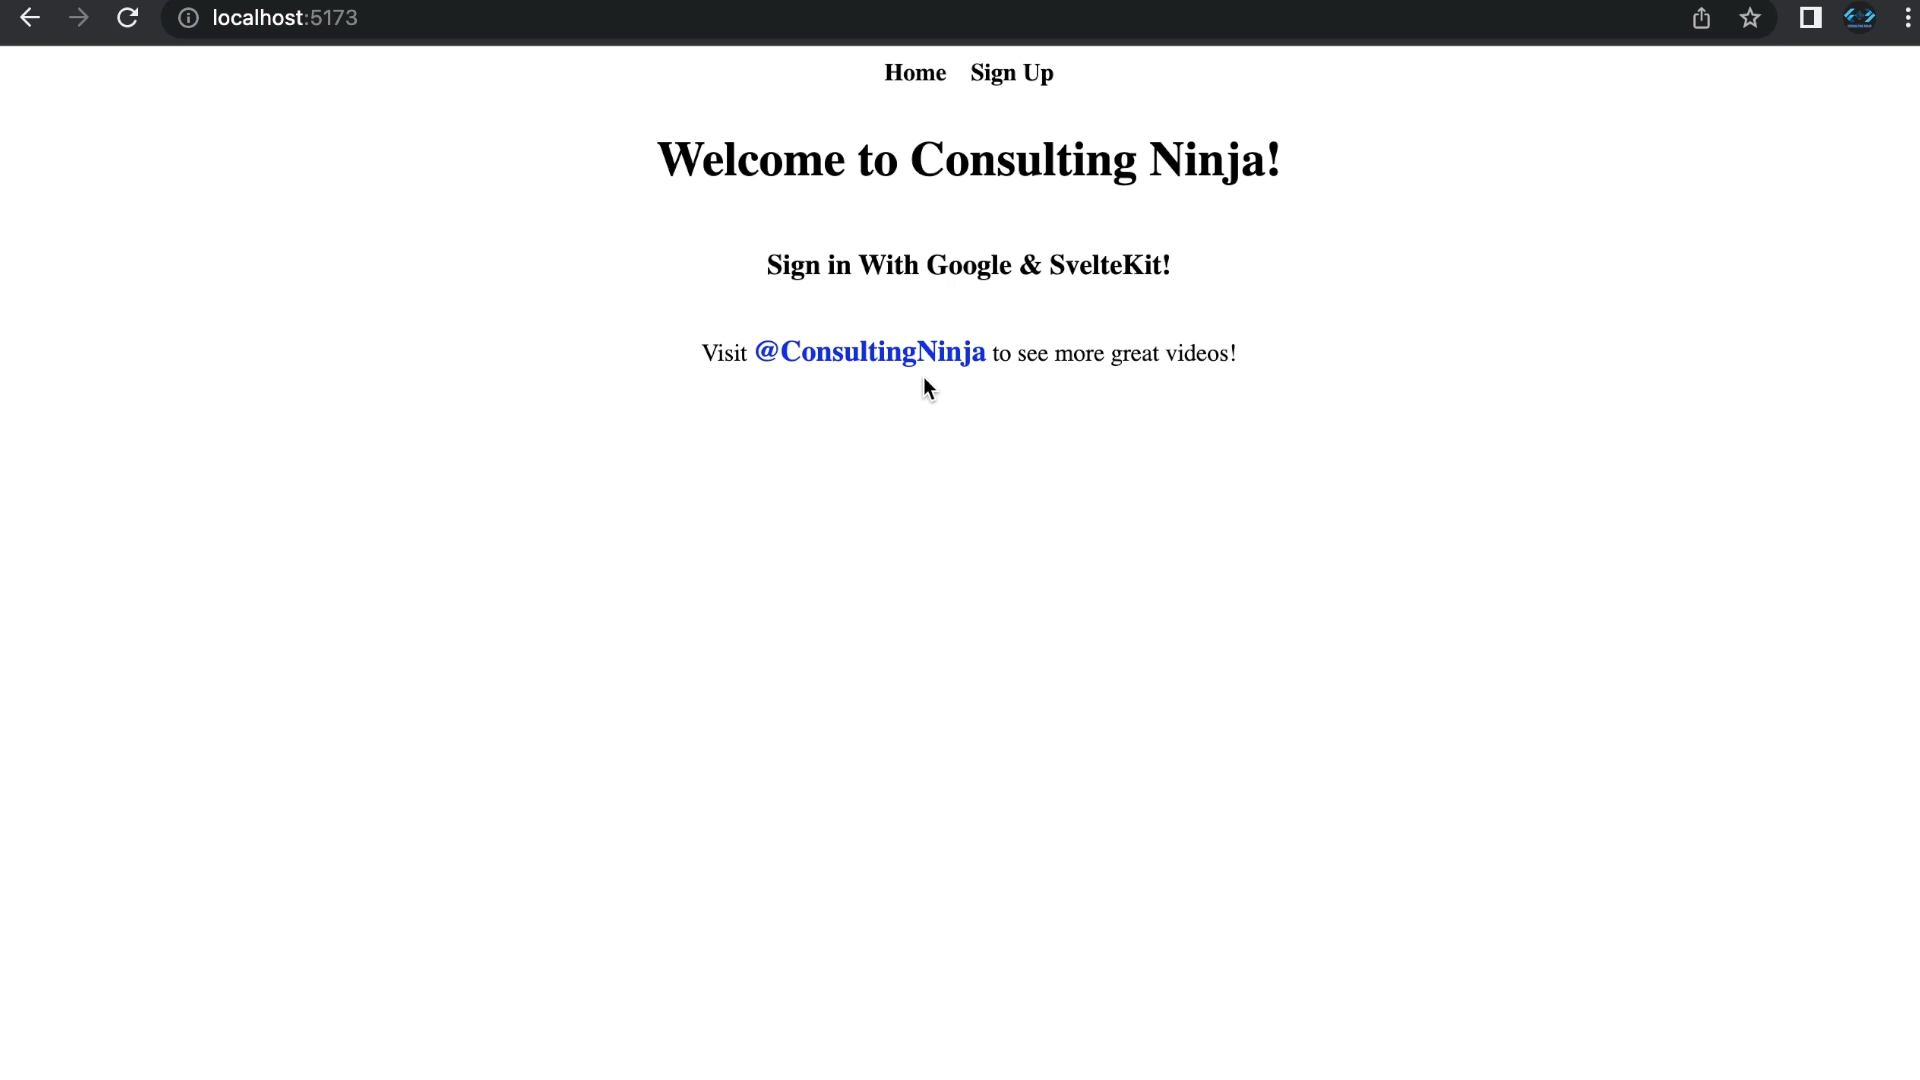 localhost:5173
Home Sign Up
Welcome to Consulting Ninja!
Sign in With Google & SvelteKit!
Visit @ConsultingNinja to see more great videos!